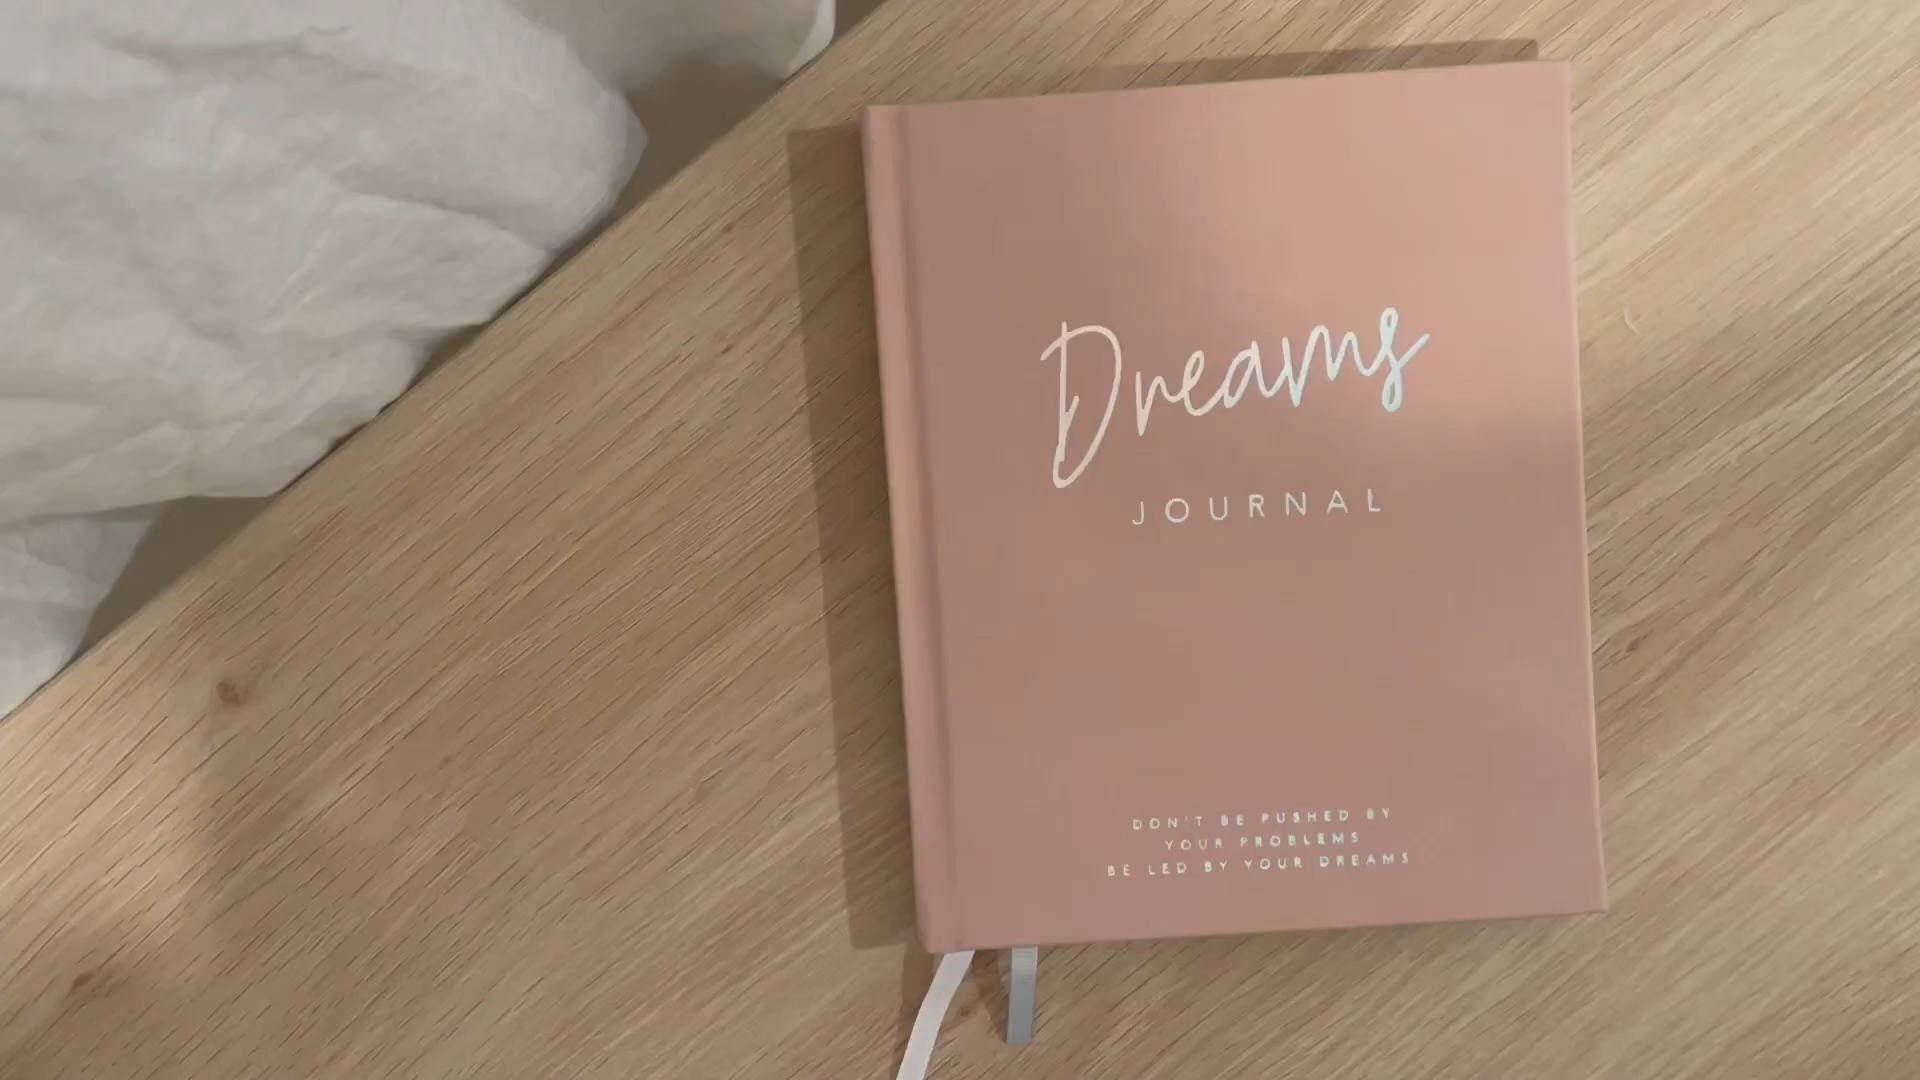 Dreams
JOURNAL
DON'T BE PUSHED BY
YOUR PROBLEMS
BE LED BY YOUR DREAMS